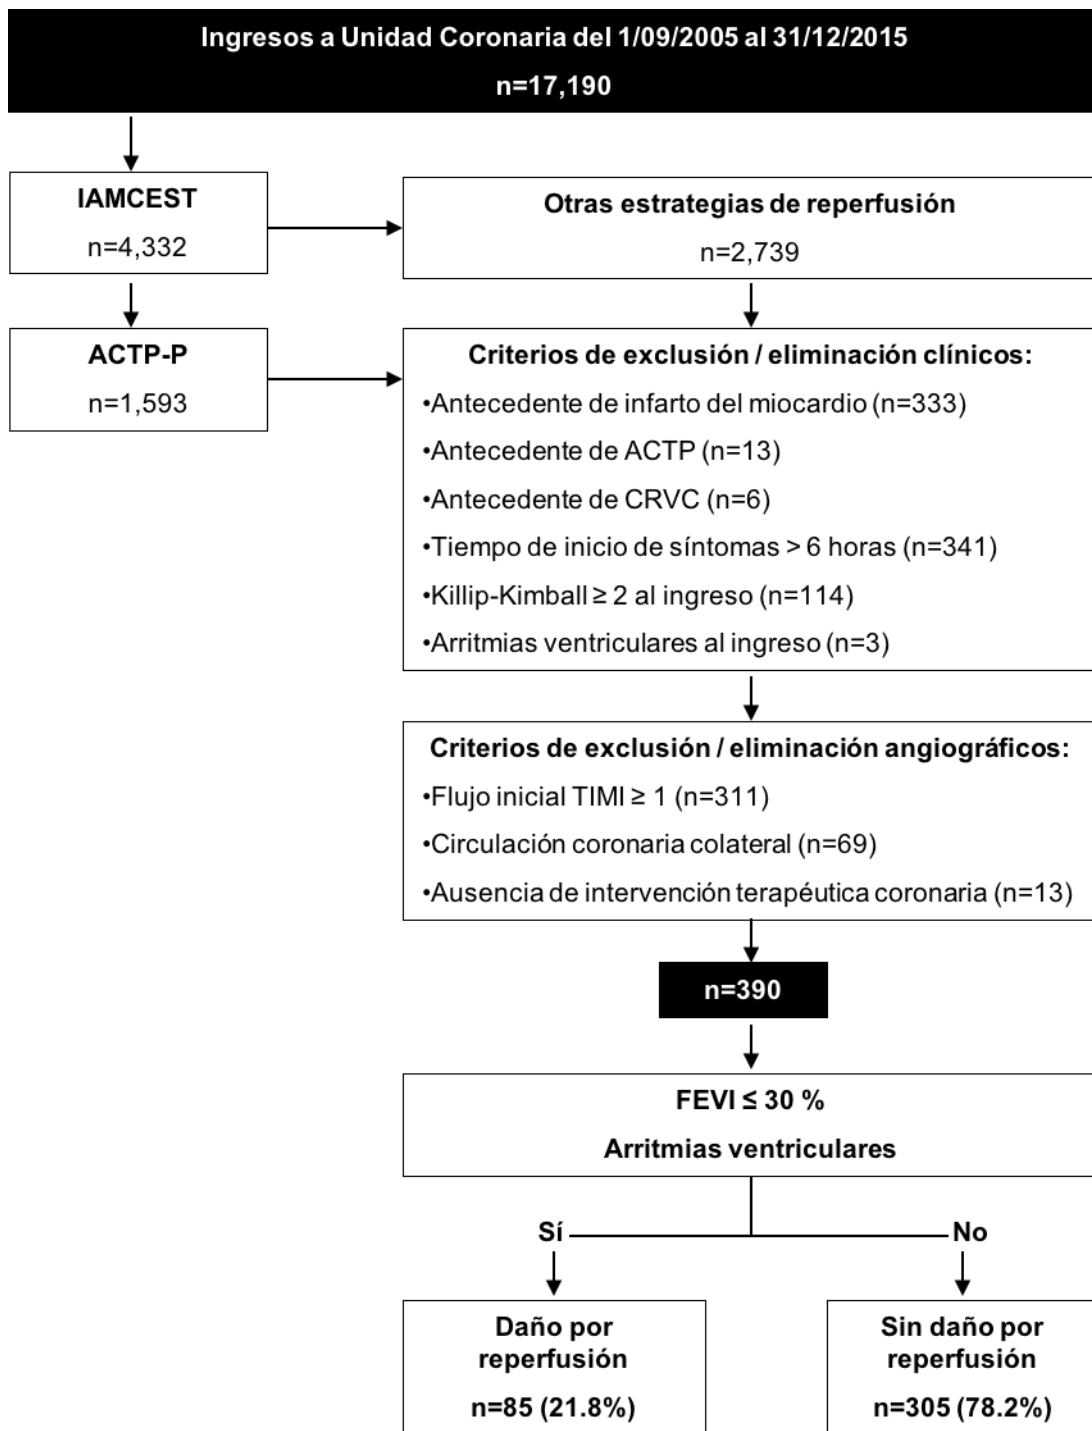 Ingresos a Unidad Coronaria del 1/09/2005 al 31/12/2015
n=17,190
IAMCEST
n=4,332
Otras estrategias de reperfusión
n=2,739
ACTP-P
n=1,593
Criterios de exclusión / eliminación clínicos:
•Antecedente de infarto del miocardio (n=333)
•Antecedente de ACTP (n=13)
•Antecedente de CRVC (n=6)
•Tiempo de inicio de síntomas > 6 horas (n=341)
•Killip-Kimball ≥ 2 al ingreso (n=114)
•Arritmias ventriculares al ingreso (n=3)
Criterios de exclusión / eliminación angiográficos:
•Flujo inicial TIMI ≥ 1 (n=311)
•Circulación coronaria colateral (n=69)
•Ausencia de intervención terapéutica coronaria (n=13)
n=390
FEVI ≤ 30 %
Arritmias ventriculares
Sí
No
Daño por
reperfusión
n=85 (21.8%)
Sin daño por
reperfusión
n=305 (78.2%)